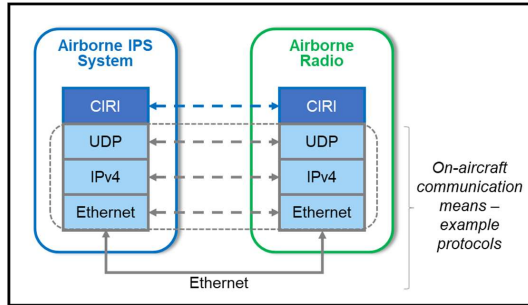 Airborne IPS
System
Airborne
Radio
CIRI
CIRI
UDP
UDP
IPv4
IPv4
Ethernet
Ethernet
Ethernet
On-aircraft
communication
means –
example
protocols